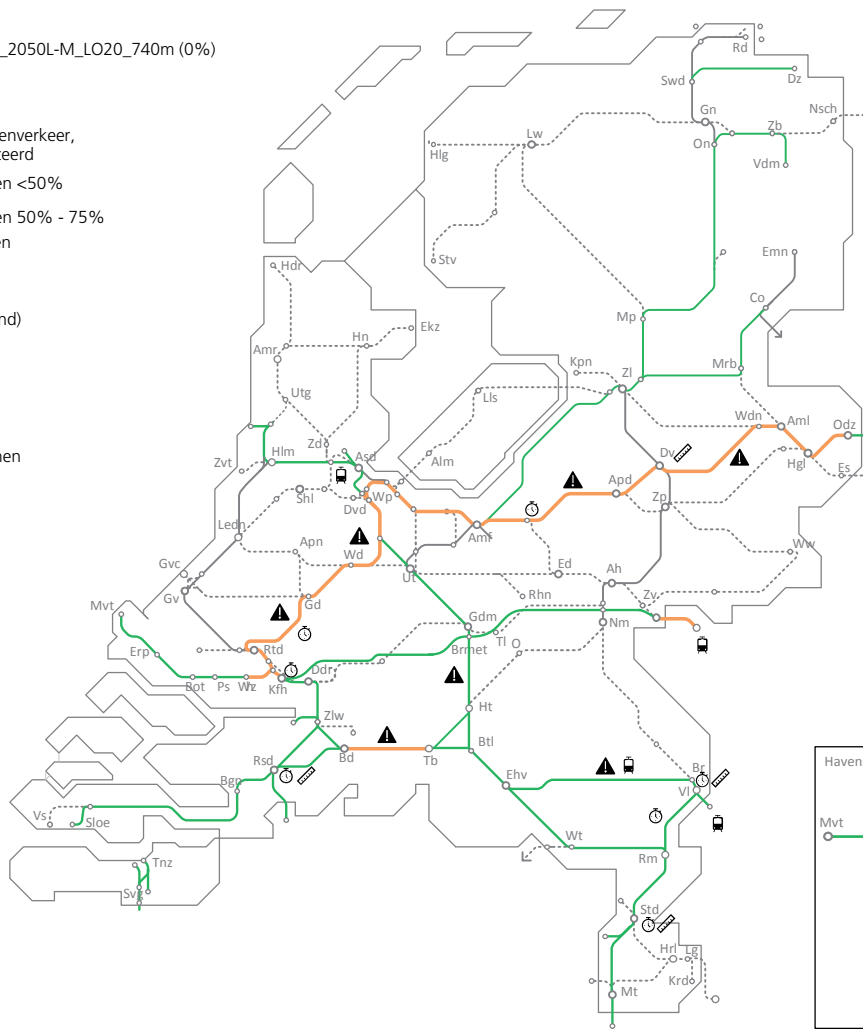 _2050L-M_LO20_740m (0%)
enverkeer,
teerd
en <50%
en 50% - 75%
en
nd)
nen
Rd
Swd
Dz
Gn
Nsch
Zb
On
Vdm
Lw
Hlg
Stv
Emn
Co
Hdr
Mp
Hn
Ekz
Amr
Mrb
Kpn
Zl
Utg
Lls
Wdn
Aml
Odz
Zd
Asd
Hlm
Zvt
Alm
Dv
Hgl
Es
Shl
Wp
Apd
Dvd
Zp
Ledn
Amf
Apn
Wd
Ut
Ed
Ww
Gvc
Gv
Ah
Rhn
Zv
Mvt
Gd
Gdm
Nm
Tl
Rtd
Brmet
O
Erp
Ddr
Bot
Ps
Kfh
Ht
Zlw
Rsd
Bd
Tb
Btl
Bgn
Ehv
Br
Vl
Vs
Sloe
Wt
Rm
Tnz
Svg
Std
Hrl
Lg
Krd
Mt
Havens
Mvt